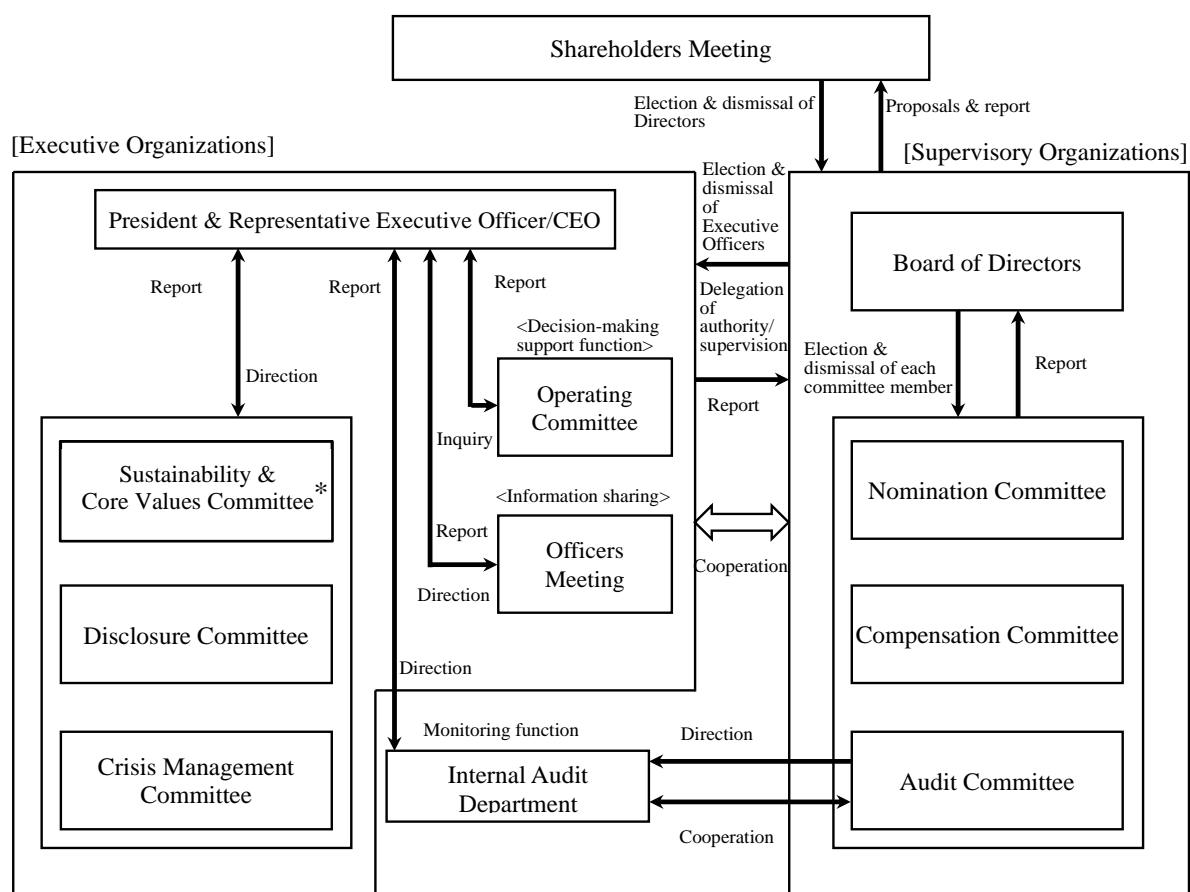 Shareholders Meeting
Election & dismissal of
Directors
Proposals & report
[Executive Organizations]
[Supervisory Organizations]
President & Representative Executive Officer/CEO
Election &
dismissal
of
Executive
Officers
Board of Directors
Report
Report
Report
Delegation
of
authority/
supervision
<Decision-making
support function>
Direction
Operating
Committee
Inquiry
Report
Election &
dismissal of each
committee member
Report
Sustainability &
Core Values Committee*
<Information sharing>
Nomination Committee
Report
Officers
Meeting
Direction
Cooperation
Disclosure Committee
Compensation Committee
Direction
Monitoring function
Direction
Crisis Management
Committee
Internal Audit
Department
Audit Committee
Cooperation